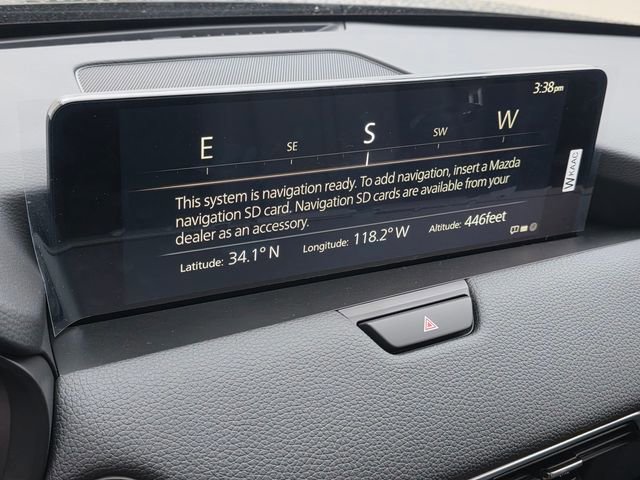 3:38pm
E SE S SW W
This system is navigation ready. To add navigation, insert a Mazda
navigation SD card. Navigation SD cards are available from your
dealer as an accessory.
Latitude: 34.1°N Longitude: 118.2°W Altitude: 446feet
WKAAC